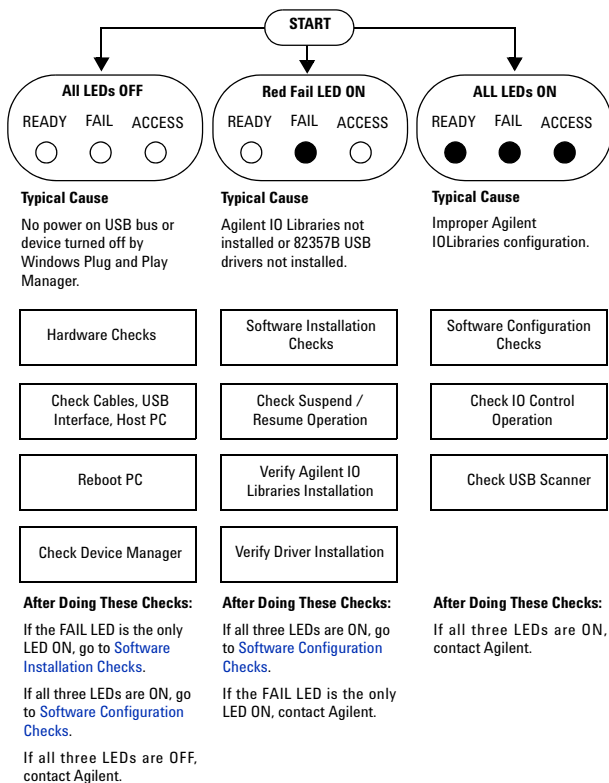 START
All LEDs OFF
READY FAIL ACCESS
Typical Cause
No power on USB bus or
device turned off by
Windows Plug and Play
Manager.
Hardware Checks
Check Cables, USB
Interface, Host PC
Reboot PC
Check Device Manager
After Doing These Checks:
If the FAIL LED is the only
LED ON, go to Software
Installation Checks.
If all three LEDs are ON, go
to Software Configuration
Checks.
If all three LEDs are OFF,
contact Agilent.
Red Fail LED ON
READY FAIL ACCESS
Typical Cause
Agilent IO Libraries not
installed or 82357B USB
drivers not installed.
Software Installation
Checks
Check Suspend /
Resume Operation
Verify Agilent IO
Libraries Installation
Verify Driver Installation
After Doing These Checks:
If all three LEDs are ON, go
to Software Configuration
Checks.
If the FAIL LED is the only
LED ON, contact Agilent.
ALL LEDs ON
READY FAIL ACCESS
Typical Cause
Improper Agilent
IOLibraries configuration.
Software Configuration
Checks
Check IO Control
Operation
Check USB Scanner
After Doing These Checks:
If all three LEDs are ON,
contact Agilent.